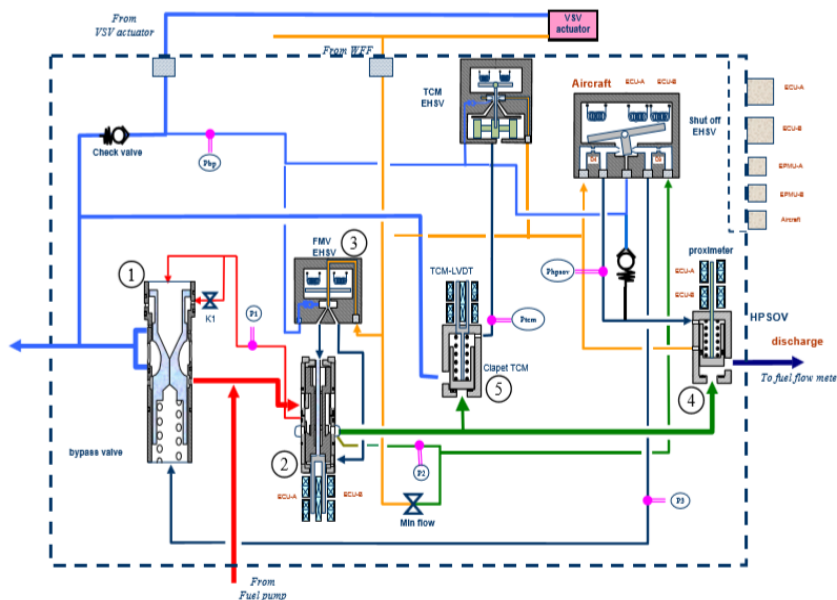 From
VSV actuator
VSV
actuator
From WFF
TCM
EHSV
Aircraft
ECU-A
ECU-B
Shut off
EHSV
ECU-A
ECU-B
EPMU-A
EPMU-B
Aircraft
Check valve
Pbp
FMV
EHSV
3
TCM-LVDT
proximeter
ECU-A
ECU-B
Pbpsov
1
K1
P1
Ptcm
HPSOV
discharge
To fuel flow mete
Clapet TCM
5
4
bypass valve
2
ECU-A
ECU-B
P2
Min flow
P3
From
Fuel pump